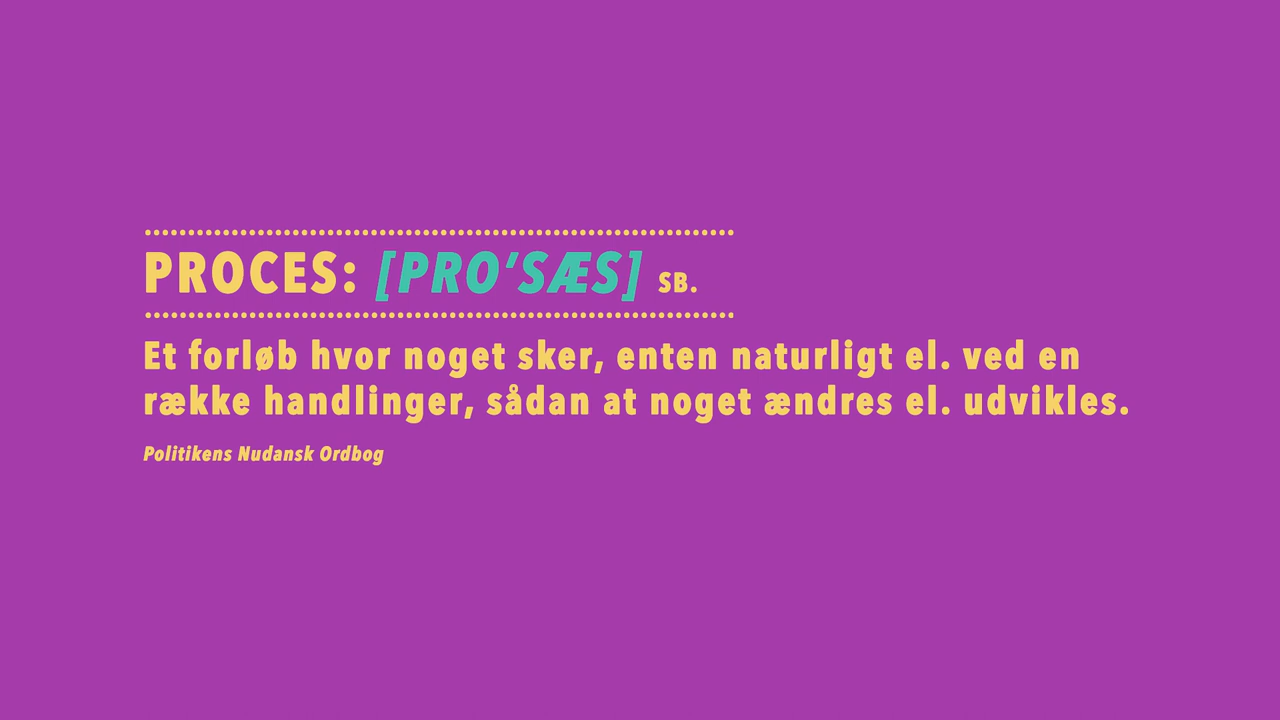 PROCES: [PRO’SÆS] SB.
Et forløb hvor noget sker, enten naturligt el. ved en
række handlinger, sådan at noget ændres el. udvikles.
Politikens Nudansk Ordbog